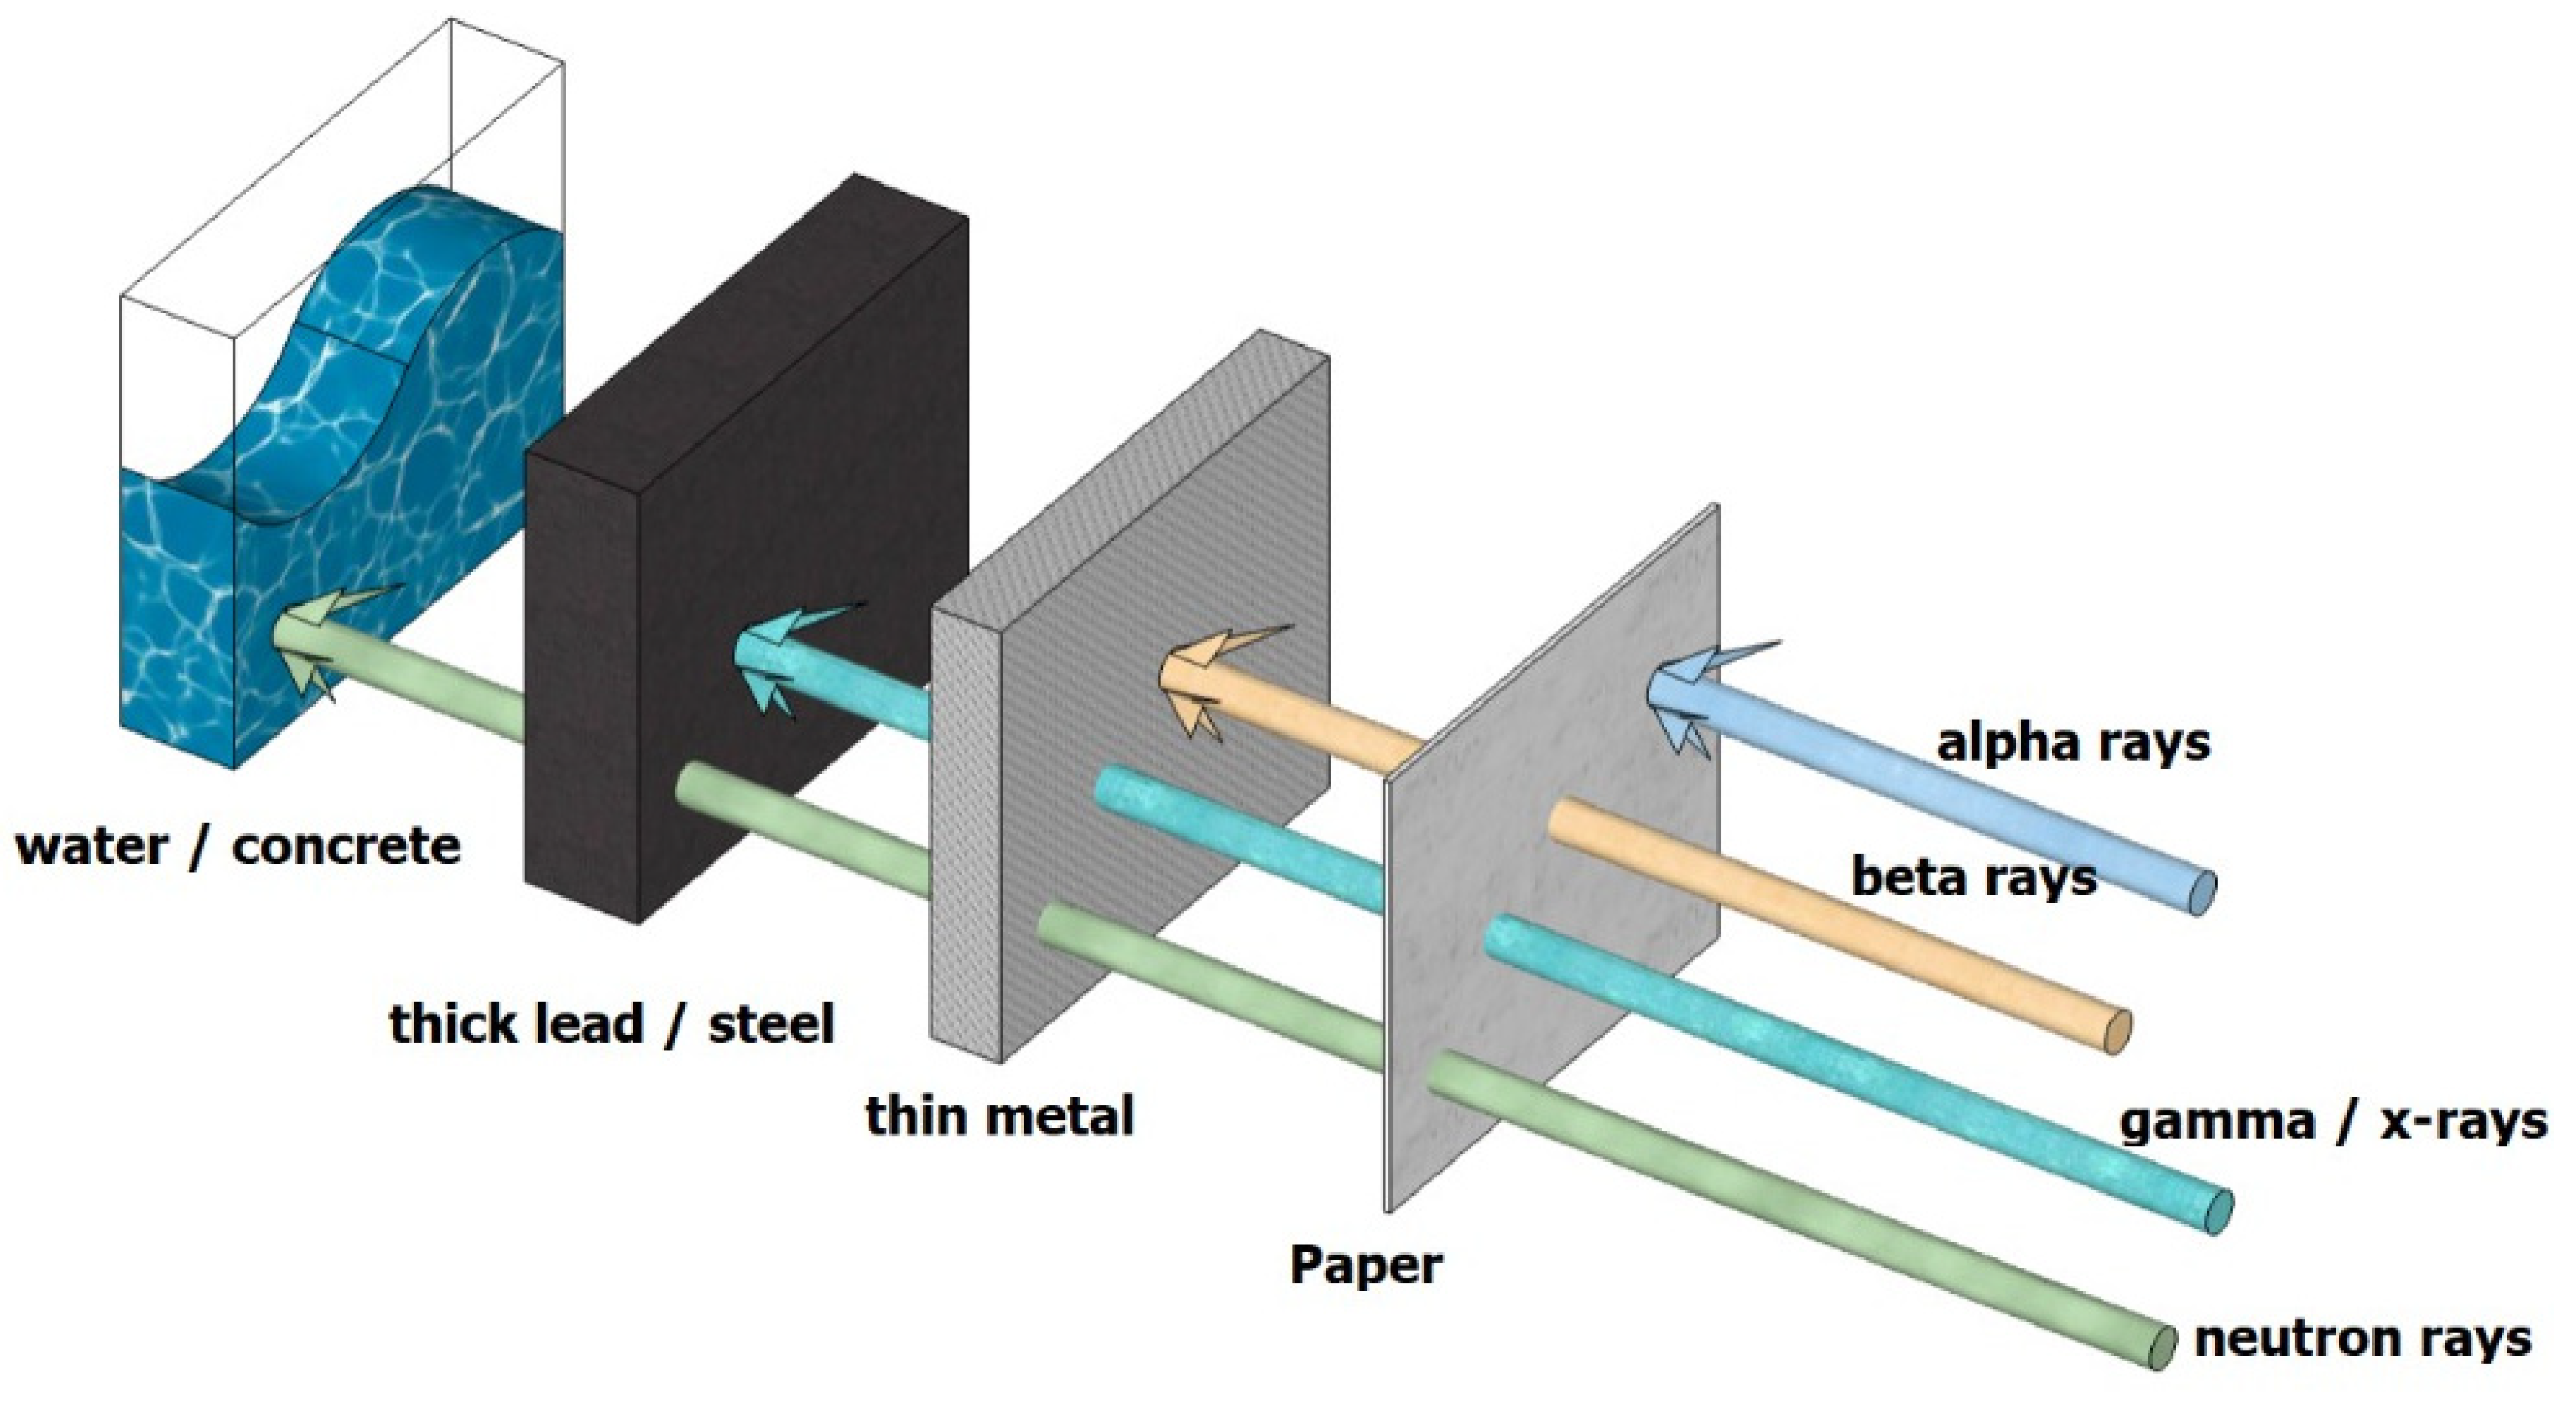 alpha rays
beta rays
water / concrete
thick lead / steel
thin metal
gamma / x-rays
Paper
neutron rays